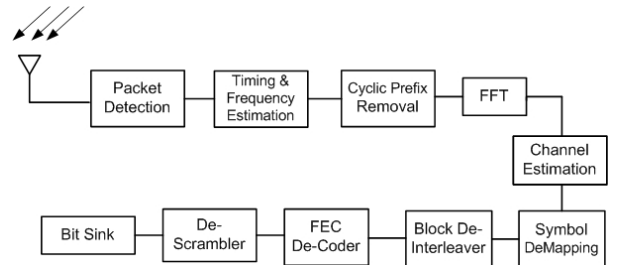 Packet
Detection
Timing &
Frequency
Estimation
Cyclic Prefix
Removal
FFT
Channel
Estimation
Symbol
DeMapping
Block De-
Interleaver
FEC
De-Coder
De-
Scrambler
Bit Sink